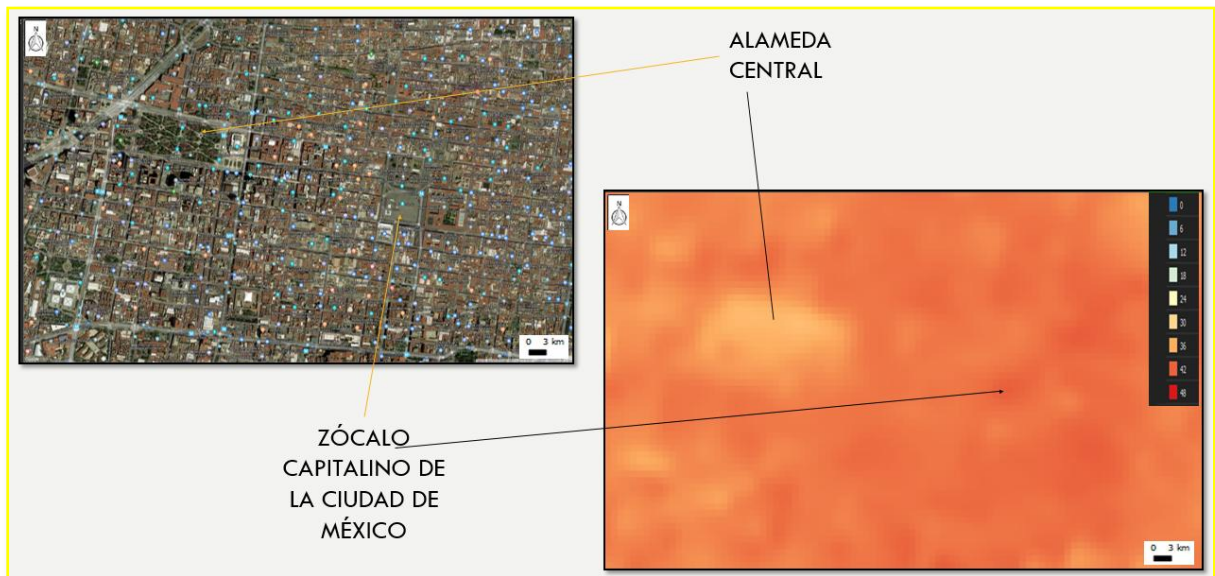 N
ALAMEDA
CENTRAL
0 3 km
ZÓCALO
CAPITALINO DE
LA CIUDAD DE
MÉXICO
N
0
6
12
18
24
30
36
42
48
0 3 km